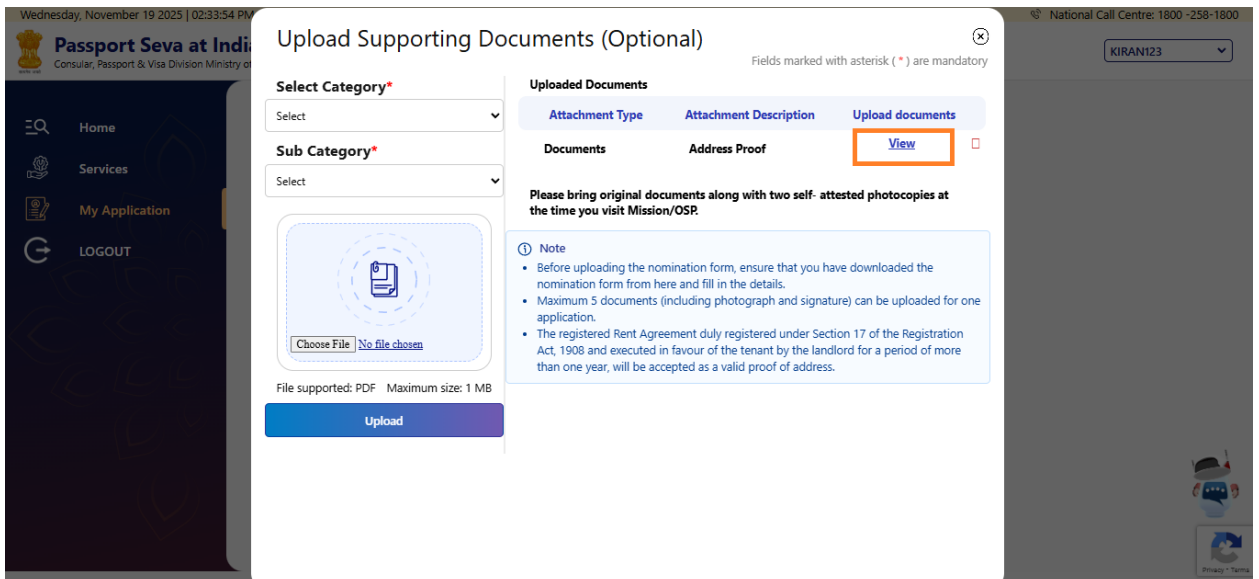 Wednesday, November 19 2025 | 02:33:54 PM
National Call Centre: 1800 -258-1800
Passport Seva at Indi
Consular, Passport & Visa Division Ministry of
KIRAN123
Home
Services
My Application
LOGOUT
Upload Supporting Documents (Optional)
Fields marked with asterisk ( * ) are mandatory
Select Category*
Select
Sub Category*
Select
Choose File No file chosen
File supported: PDF Maximum size: 1 MB
Upload
Uploaded Documents
Attachment Type Attachment Description Upload documents
Documents Address Proof View
Please bring original documents along with two self- attested photocopies at
the time you visit Mission/OSP.
Note
• Before uploading the nomination form, ensure that you have downloaded the
nomination form from here and fill in the details.
• Maximum 5 documents (including photograph and signature) can be uploaded for one
application.
• The registered Rent Agreement duly registered under Section 17 of the Registration
Act, 1908 and executed in favour of the tenant by the landlord for a period of more
than one year, will be accepted as a valid proof of address.
Privacy - Terms